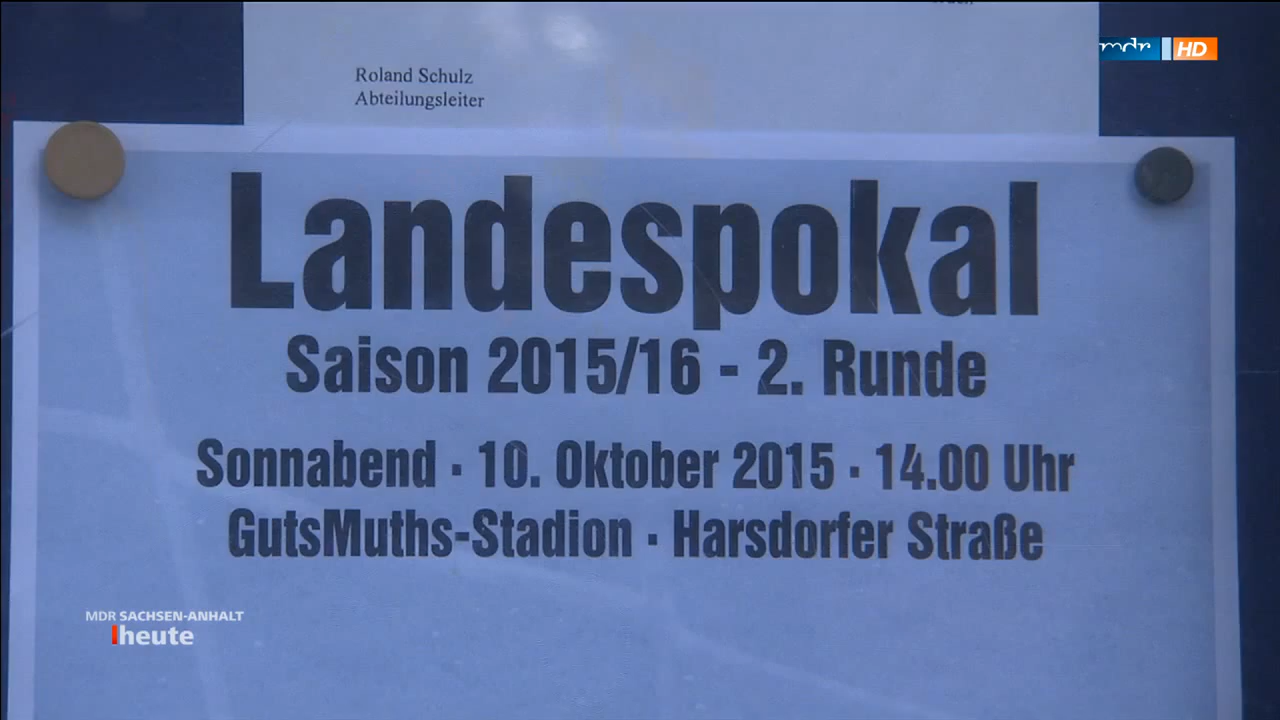 mdr HD
Roland Schulz
Abteilungsleiter
Landespokal
Saison 2015/16 - 2. Runde
Sonnabend · 10. Oktober 2015 · 14.00 Uhr
GutsMuths-Stadion · Harsdorfer Straße
MDR SACHSEN-ANHALT
heute